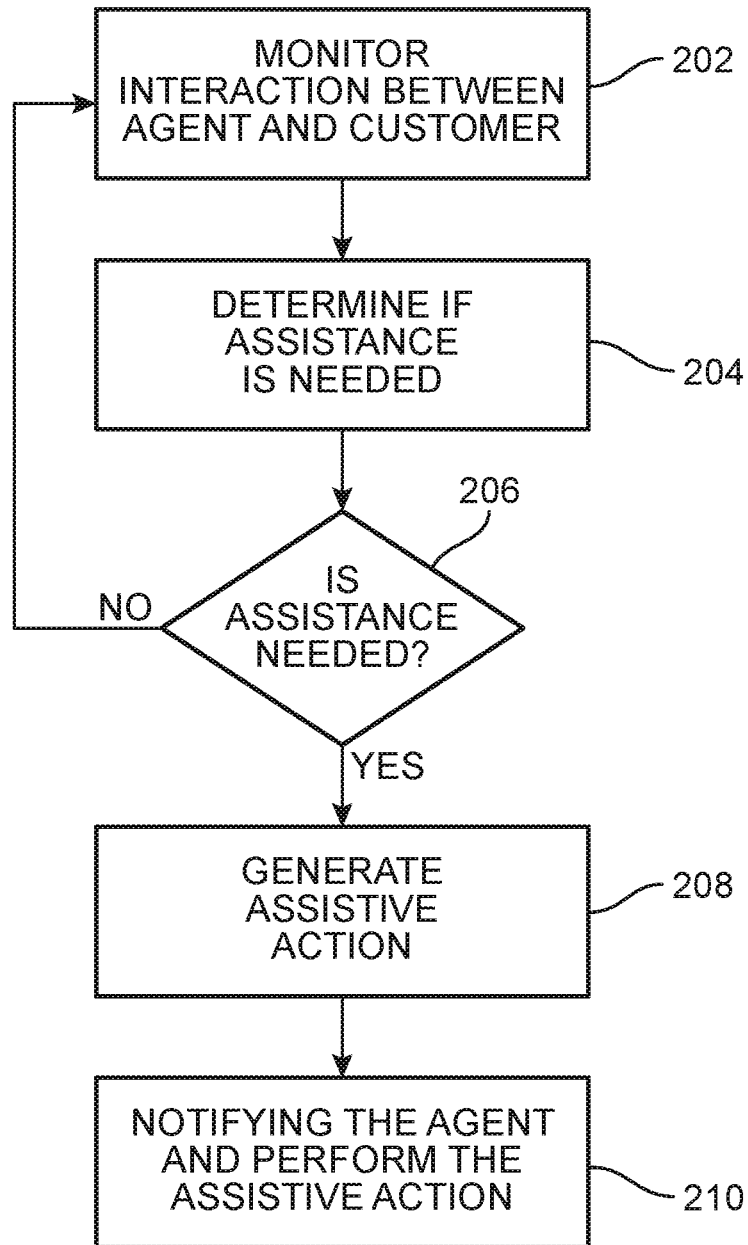 MONITOR
INTERACTION BETWEEN
AGENT AND CUSTOMER
202
DETERMINE IF
ASSISTANCE
IS NEEDED
204
206
IS
ASSISTANCE
NEEDED?
NO
YES
GENERATE
ASSISTIVE
ACTION
208
NOTIFYING THE AGENT
AND PERFORM THE
ASSISTIVE ACTION
210